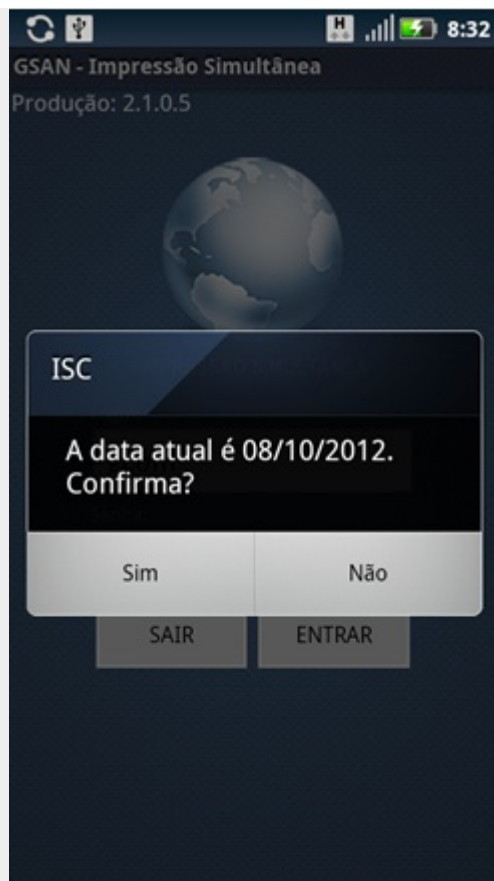 H
8:32
GSAN - Impressão Simultânea
Produção: 2.1.0.5
ISC
A data atual é 08/10/2012.
Confirma?
Sim
Não
SAIR
ENTRAR